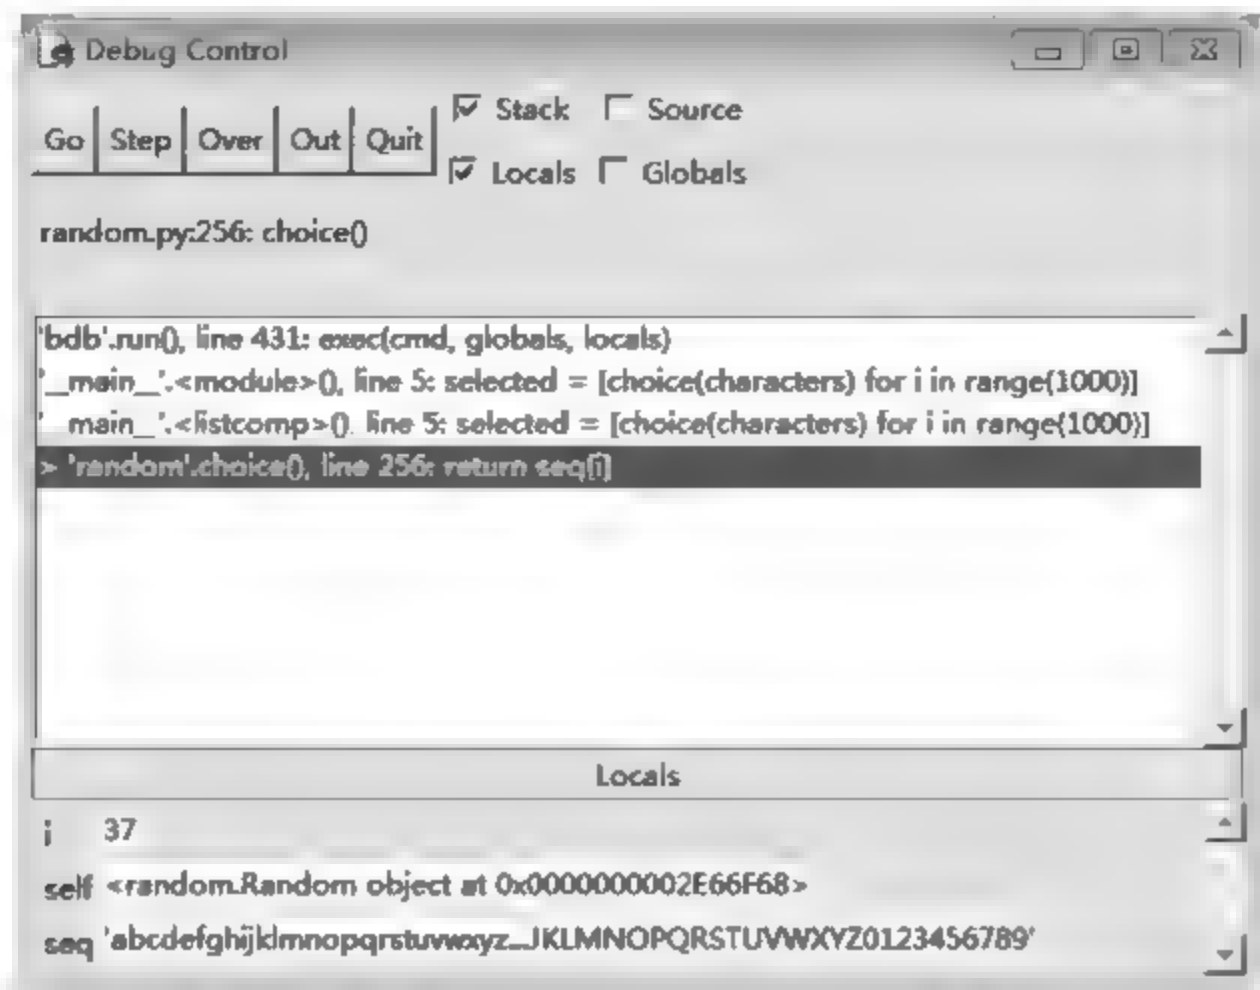 Debug Control
Go Step Over Out Quit
Stack Source
Locals Globals
random.py:256: choice()
'bdb'.run(), line 431: exec(cmd, globals, locals)
'__main__'.<module>(), line 5: selected = [choice(characters) for i in range(1000)]
'__main__'.<listcomp>(), line 5: selected = [choice(characters) for i in range(1000)]
> 'random'.choice(), line 256: return seq[i]
Locals
i 37
self <random.Random object at 0x0000000002E66F68>
seq 'abcdefghijklmnopqrstuvwxyz...JKLMNOPQRSTUVWXYZ0123456789'